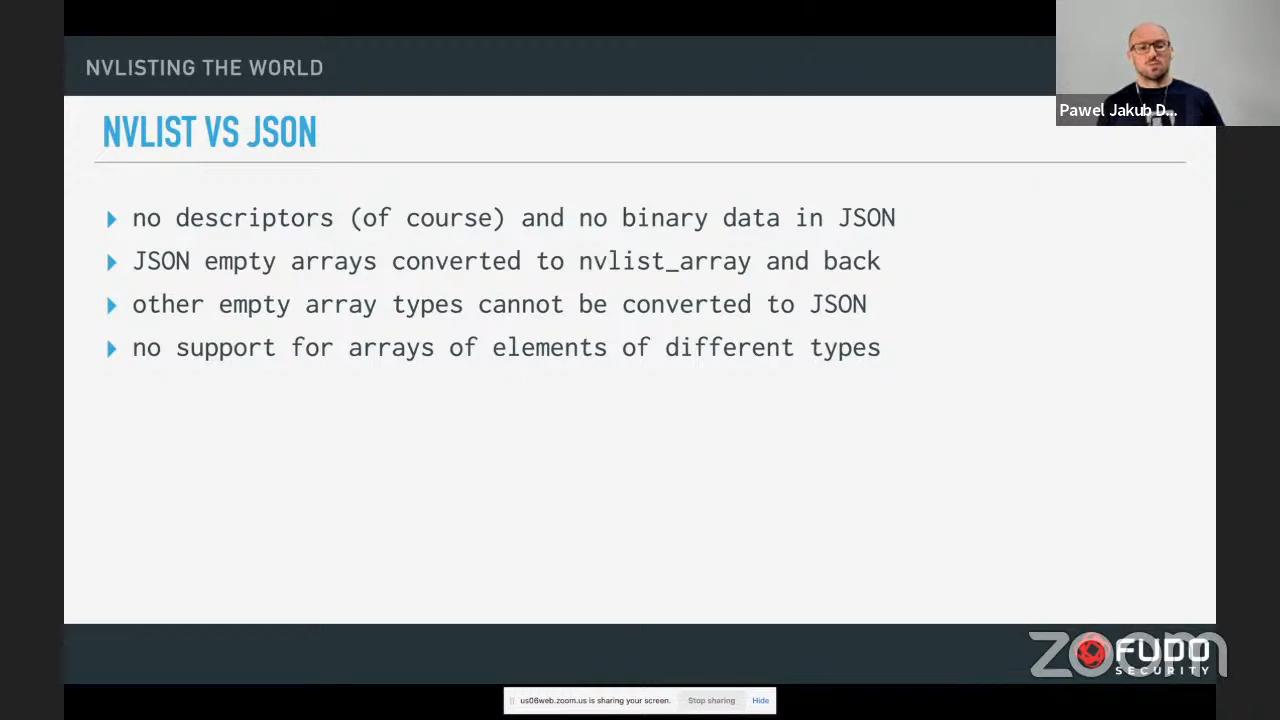 NVLISTING THE WORLD
Pawel Jakub D...
NVLIST VS JSON
no descriptors (of course) and no binary data in JSON
JSON empty arrays converted to nvlist_array and back
other empty array types cannot be converted to JSON
no support for arrays of elements of different types
zoom
FUDO
SECURITY
us06web.zoom.us is sharing your screen. Stop sharing Hide